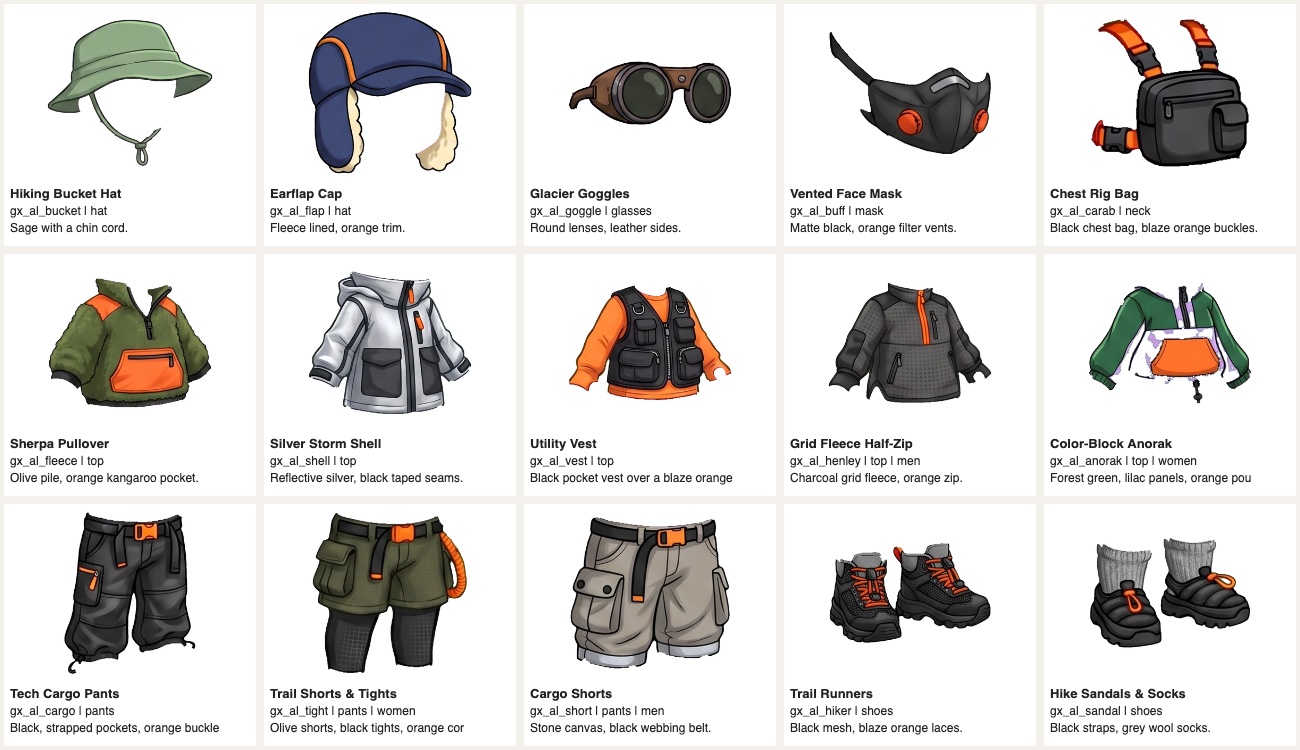 Hiking Bucket Hat
gx_al_bucket | hat
Sage with a chin cord.
Earflap Cap
gx_al_flap | hat
Fleece lined, orange trim.
Glacier Goggles
gx_al_goggle | glasses
Round lenses, leather sides.
Vented Face Mask
gx_al_buff | mask
Matte black, orange filter vents.
Chest Rig Bag
gx_al_carab | neck
Black chest bag, blaze orange buckles.
Sherpa Pullover
gx_al_fleece | top
Olive pile, orange kangaroo pocket.
Silver Storm Shell
gx_al_shell | top
Reflective silver, black taped seams.
Utility Vest
gx_al_vest | top
Black pocket vest over a blaze orange
Grid Fleece Half-Zip
gx_al_henley | top | men
Charcoal grid fleece, orange zip.
Color-Block Anorak
gx_al_anorak | top | women
Forest green, lilac panels, orange pou
Tech Cargo Pants
gx_al_cargo | pants
Black, strapped pockets, orange buckle
Trail Shorts & Tights
gx_al_tight | pants | women
Olive shorts, black tights, orange cor
Cargo Shorts
gx_al_short | pants | men
Stone canvas, black webbing belt.
Trail Runners
gx_al_hiker | shoes
Black mesh, blaze orange laces.
Hike Sandals & Socks
gx_al_sandal | shoes
Black straps, grey wool socks.